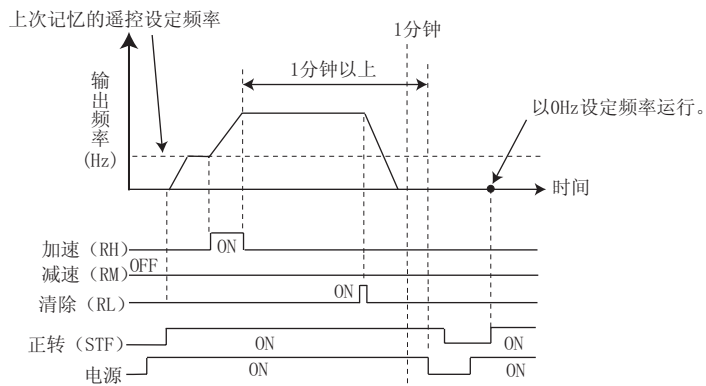 上次记忆的遥控设定频率
1分钟
1分钟以上
输出频率
(Hz)
以0Hz设定频率运行。
时间
加速（RH）
ON
减速（RM）
OFF
清除（RL）
ON
正转（STF）
ON
ON
电源
ON
ON